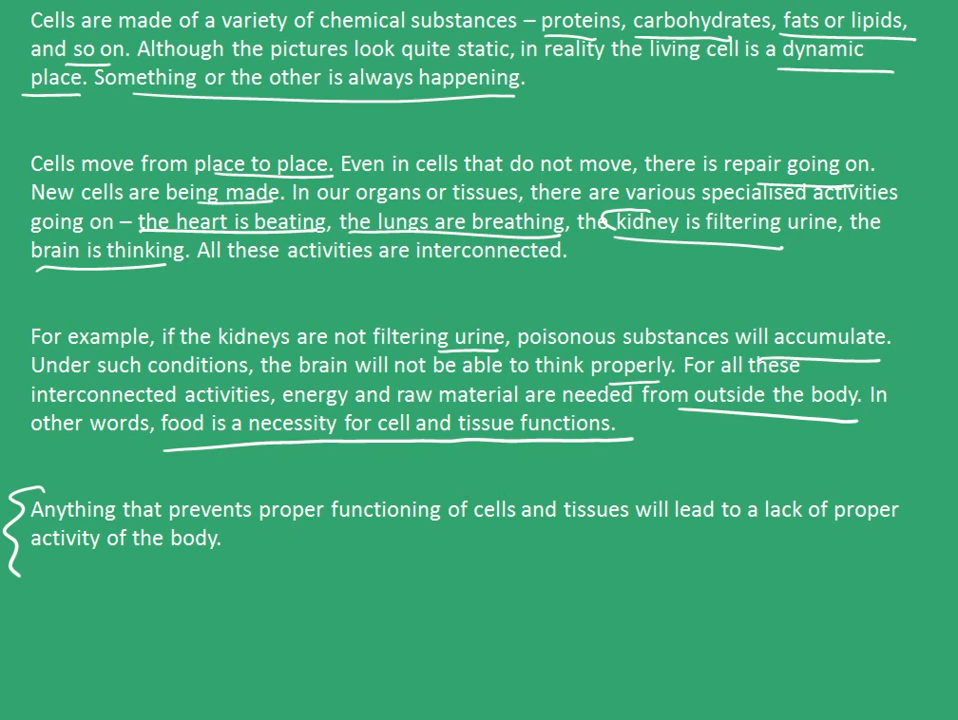 Cells are made of a variety of chemical substances – proteins, carbohydrates, fats or lipids,
and so on. Although the pictures look quite static, in reality the living cell is a dynamic
place. Something or the other is always happening.
Cells move from place to place. Even in cells that do not move, there is repair going on.
New cells are being made. In our organs or tissues, there are various specialised activities
going on – the heart is beating, the lungs are breathing, the kidney is filtering urine, the
brain is thinking. All these activities are interconnected.
For example, if the kidneys are not filtering urine, poisonous substances will accumulate.
Under such conditions, the brain will not be able to think properly. For all these
interconnected activities, energy and raw material are needed from outside the body. In
other words, food is a necessity for cell and tissue functions.
Anything that prevents proper functioning of cells and tissues will lead to a lack of proper
activity of the body.